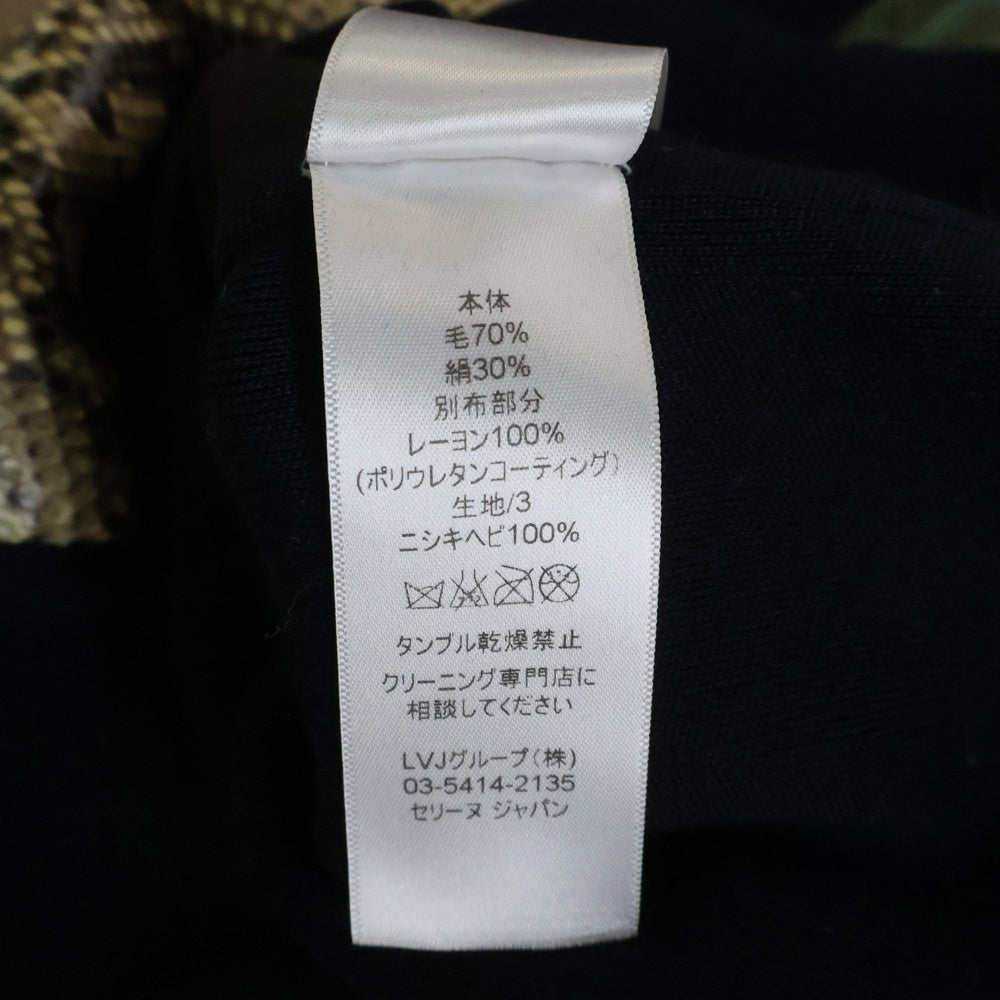 本体
毛70%
絹30%
別布部分
レーヨン100%
(ポリウレタンコーティング)
生地/3
ニシキヘビ100%
タンブル乾燥禁止
クリーニング専門店に
相談してください
LVJグループ(株)
03-5414-2135
セリーヌ ジャパン